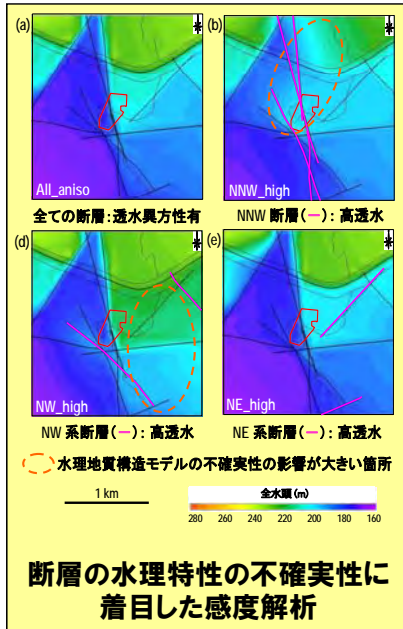 (a)
All_aniso
全ての断層:透水異方性有
(b)
NNW_high
NNW 断層(ー):高透水
(d)
NW_high
NW 系断層(ー):高透水
(e)
NE_high
NE 系断層(ー):高透水
水理地質構造モデルの不確実性の影響が大きい箇所
1 km
全水頭(m)
280 260 240 220 200 180 160
断層の水理特性の不確実性に
着目した感度解析